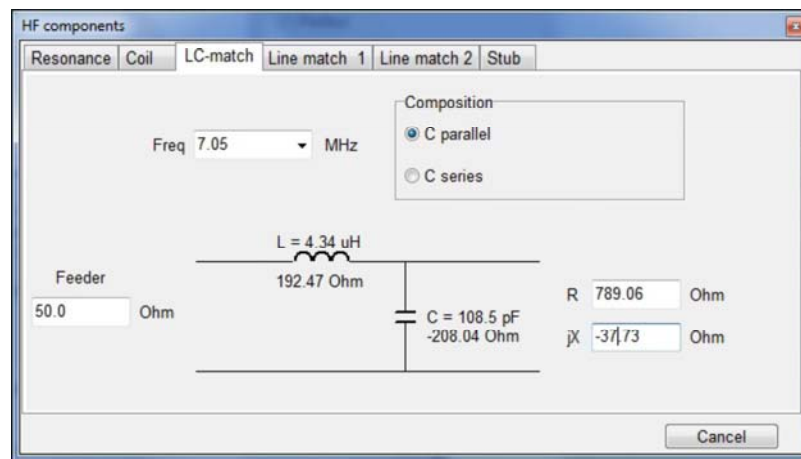 HF components
Resonance Coil LC-match Line match 1 Line match 2 Stub
Composition
Freq 7.05 MHz
C parallel
C series
L = 4.34 uH
192.47 Ohm
Feeder
50.0 Ohm
C = 108.5 pF
-208.04 Ohm
R 789.06 Ohm
jX -37.73 Ohm
Cancel